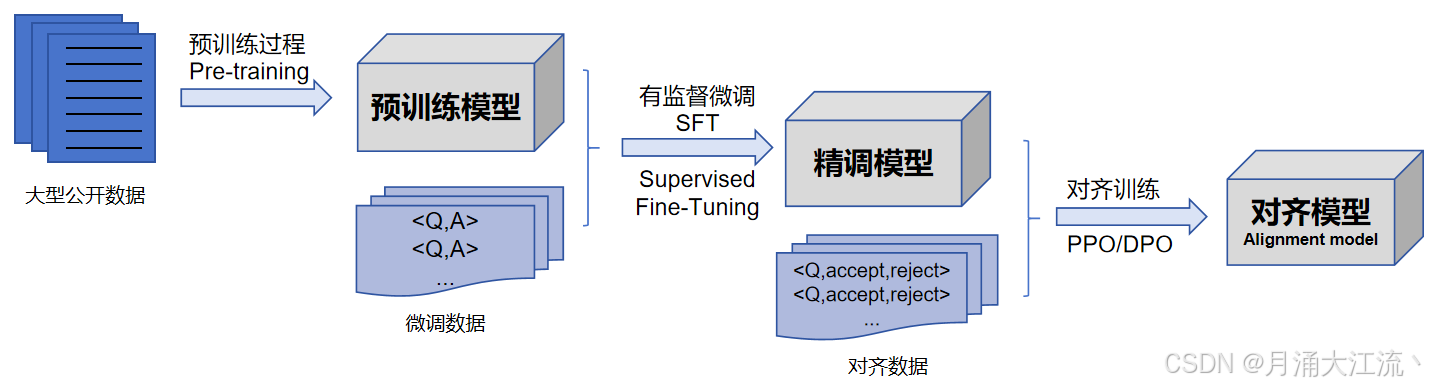 预训练过程
Pre-training
大型公开数据
预训练模型
<Q,A>
<Q,A>
...
微调数据
有监督微调
SFT
Supervised
Fine-Tuning
精调模型
<Q,accept,reject>
<Q,accept,reject>
...
对齐数据
对齐训练
PPO/DPO
对齐模型
Alignment model
CSDN @月涌大江流丶